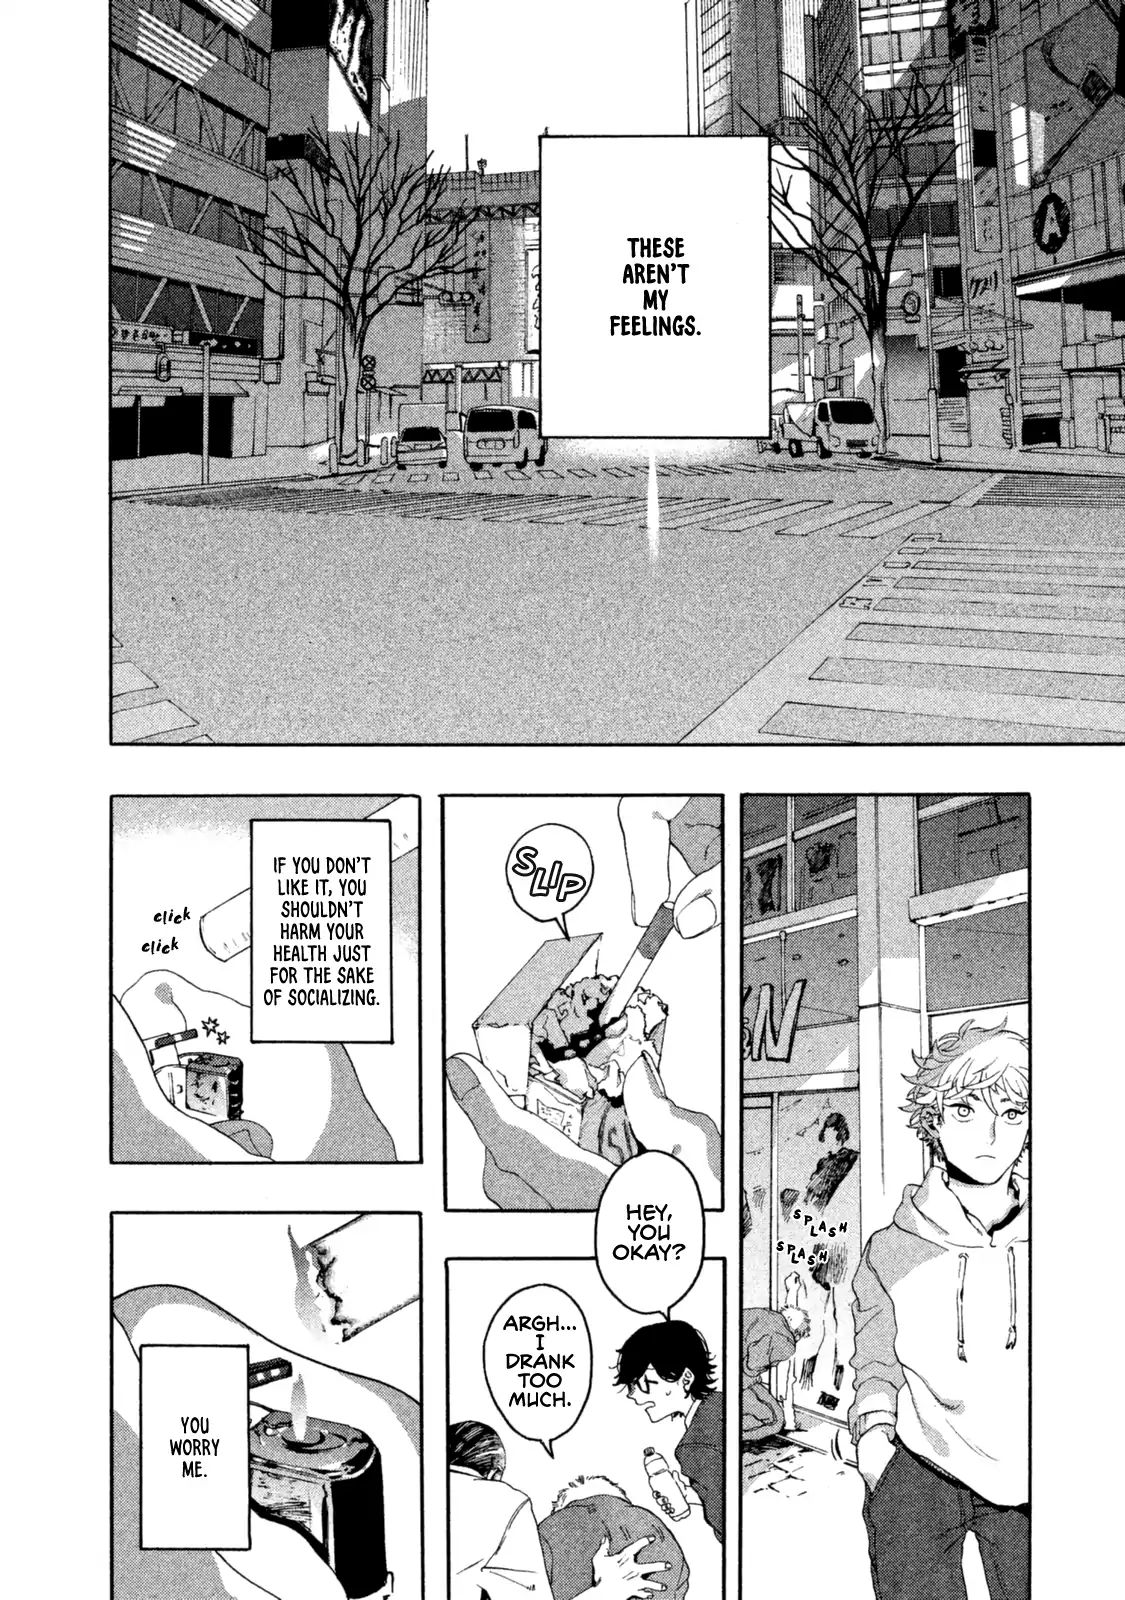 THESE
AREN'T
MY
FEELINGS.
A
SPLASH
SPLASH
HEY,
YOU
OKAY?
ARGH...
I
DRANK
TOO
MUCH.
SLIP
IF YOU DON'T
LIKE IT, YOU
SHOULDN'T
HARM YOUR
HEALTH JUST
FOR THE SAKE
OF SOCIALIZING.
click
click
YOU
WORRY
ME.